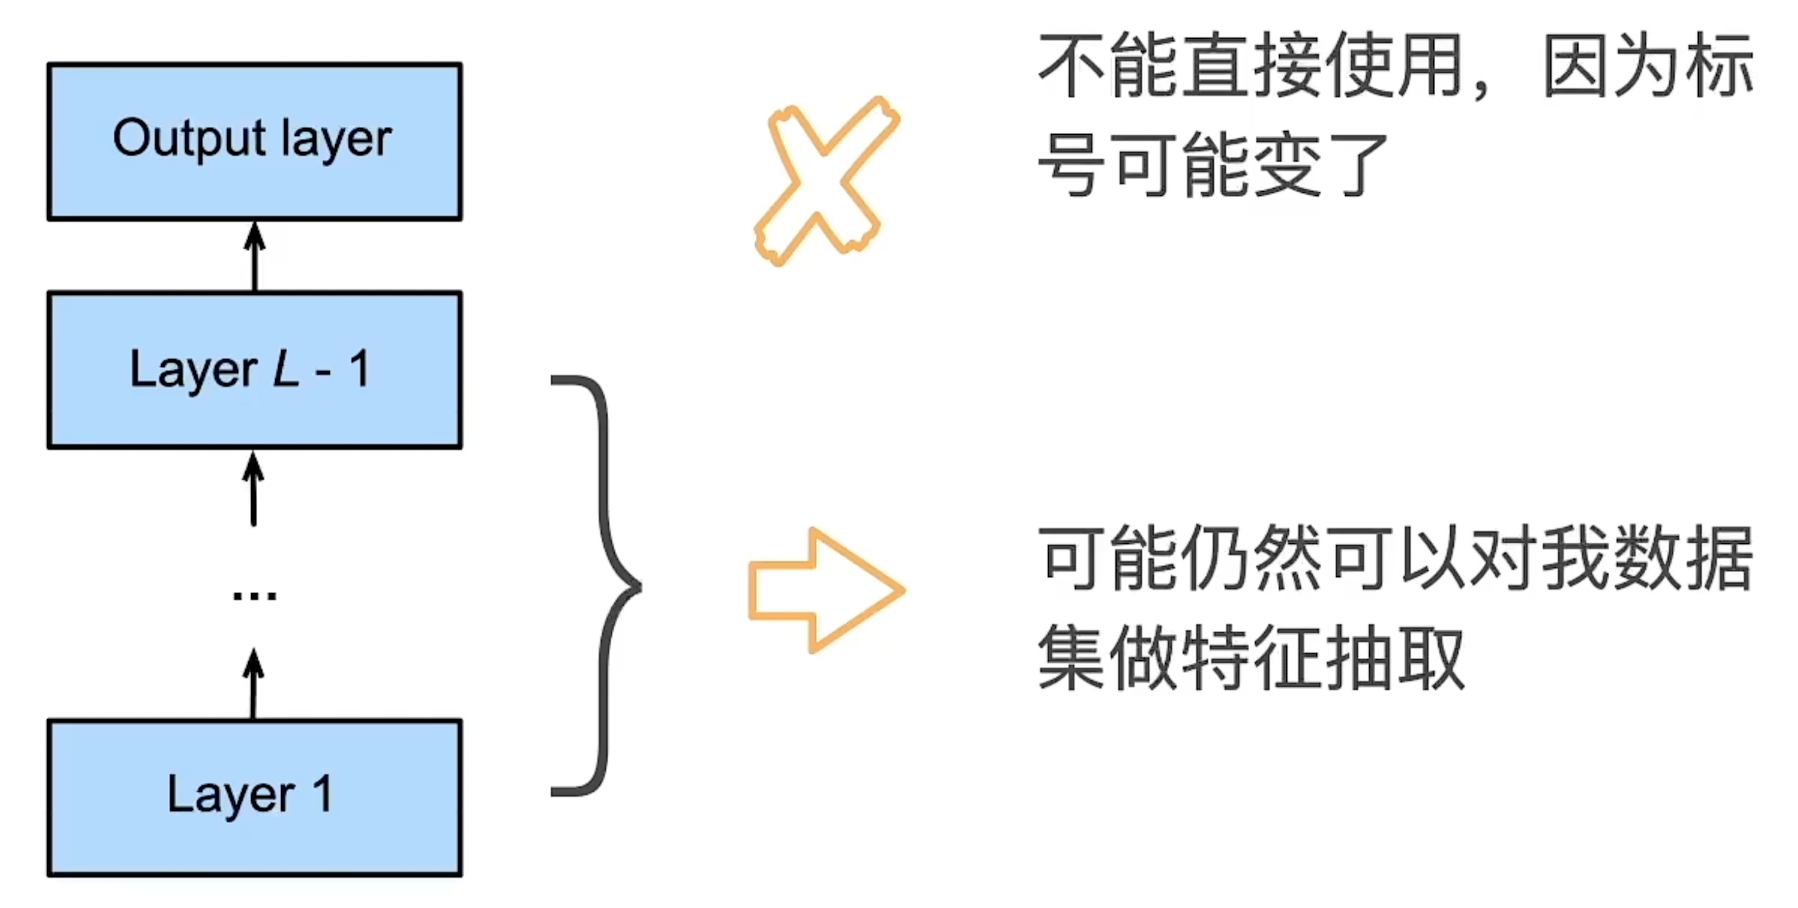 不能直接使用，因为标
号可能变了
Output layer
Layer L - 1
...
可能仍然可以对我数据
集做特征抽取
Layer 1